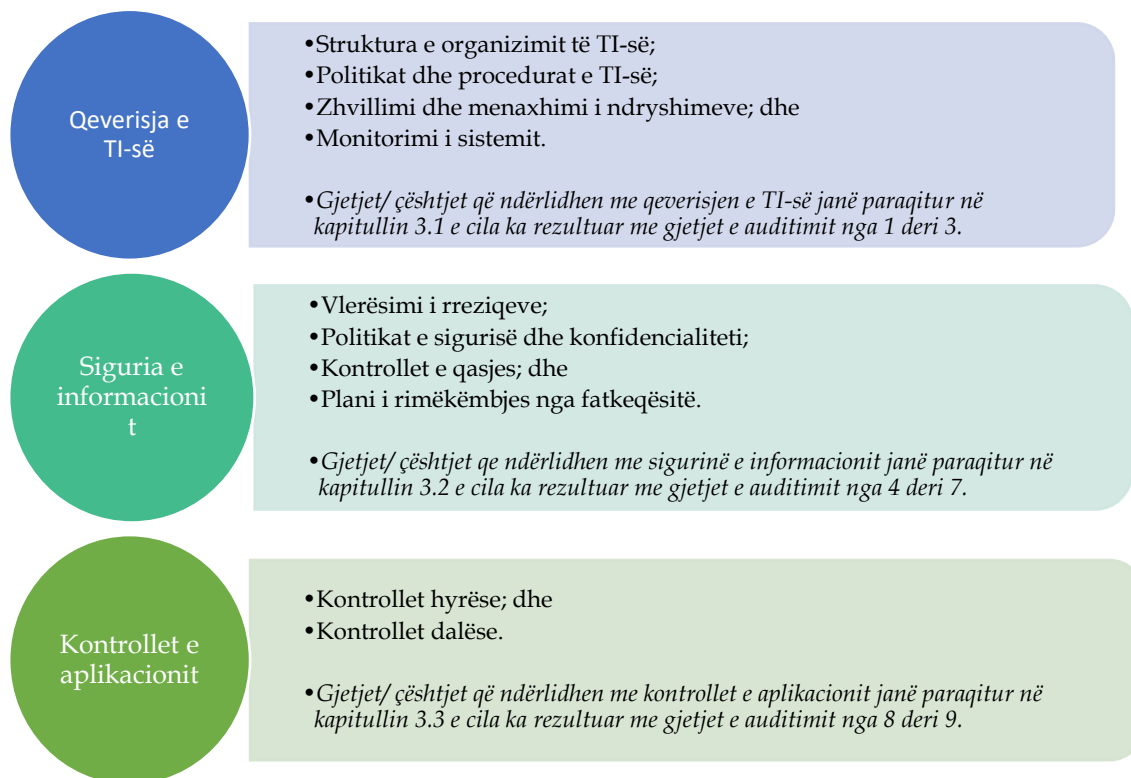 Qeverisja e
TI-së
•Struktura e organizimit të TI-së;
•Politikat dhe procedurat e TI-së;
•Zhvillimi dhe menaxhimi i ndryshimeve; dhe
•Monitorimi i sistemit.
•Gjetjet/ çështjet që ndërlidhen me qeverisjen e TI-së janë paraqitur në
kapitullin 3.1 e cila ka rezultuar me gjetjet e auditimit nga 1 deri 3.
Siguria e
informacioni
t
•Vlerësimi i rreziqeve;
•Politikat e sigurisë dhe konfidencialiteti;
•Kontrollet e qasjes; dhe
•Plani i rimëkëmbjes nga fatkeqësitë.
•Gjetjet/ çështjet qe ndërlidhen me sigurinë e informacionit janë paraqitur në
kapitullin 3.2 e cila ka rezultuar me gjetjet e auditimit nga 4 deri 7.
Kontrollet e
aplikacionit
•Kontrollet hyrëse; dhe
•Kontrollet dalëse.
•Gjetjet/ çështjet që ndërlidhen me kontrollet e aplikacionit janë paraqitur në
kapitullin 3.3 e cila ka rezultuar me gjetjet e auditimit nga 8 deri 9.